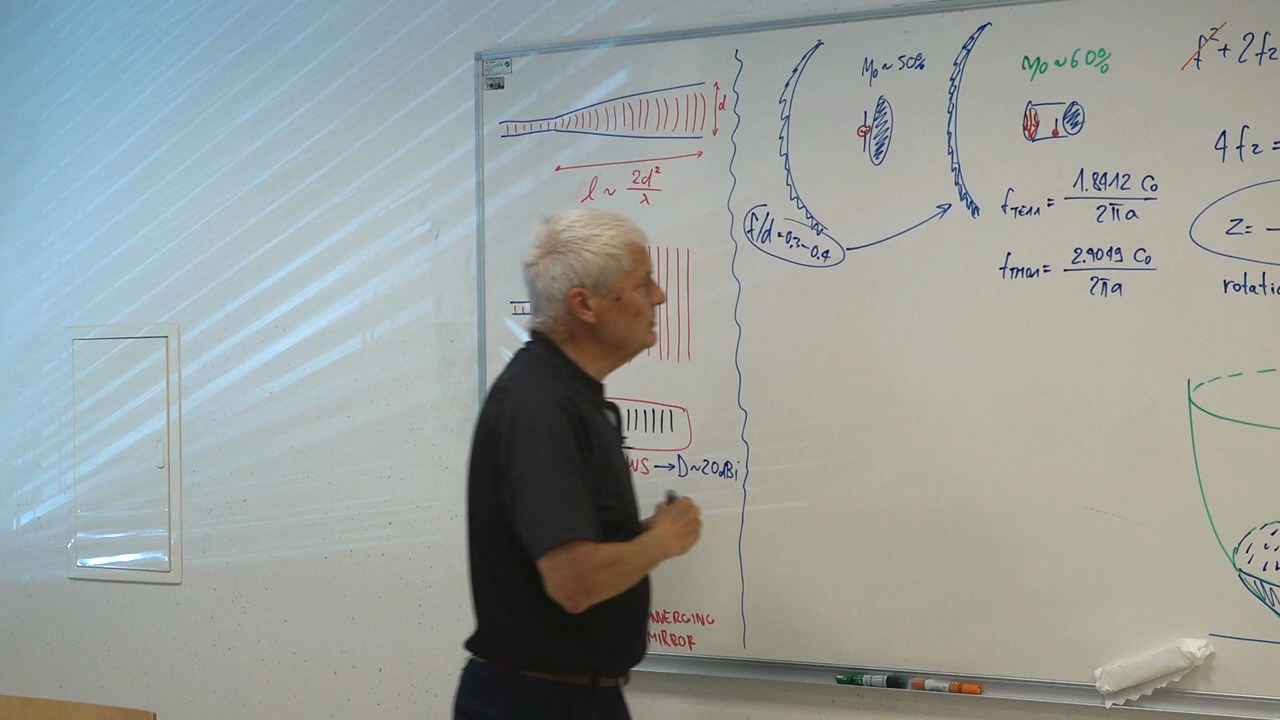 d
l ~ 2d²/λ
WS → D~20dBi
MIRROR
η₀ ~ 50%
f/d = 0.3-0.4
η₀ ~ 60%
f_TE11 = 1.8412 C₀ / 2πa
f_TM01 = 2.4049 C₀ / 2πa
f² + 2fz
4fz =
z = -
rotatio